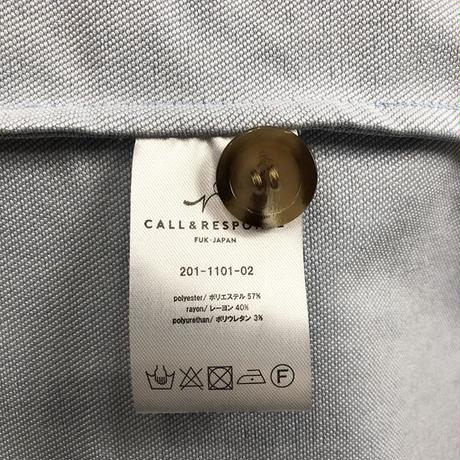 CALL & RESPONSE
FUK・JAPAN
201-1101-02
polyester/ポリエステル 57%
rayon/レーヨン 40%
polyurethan/ポリウレタン 3%
F